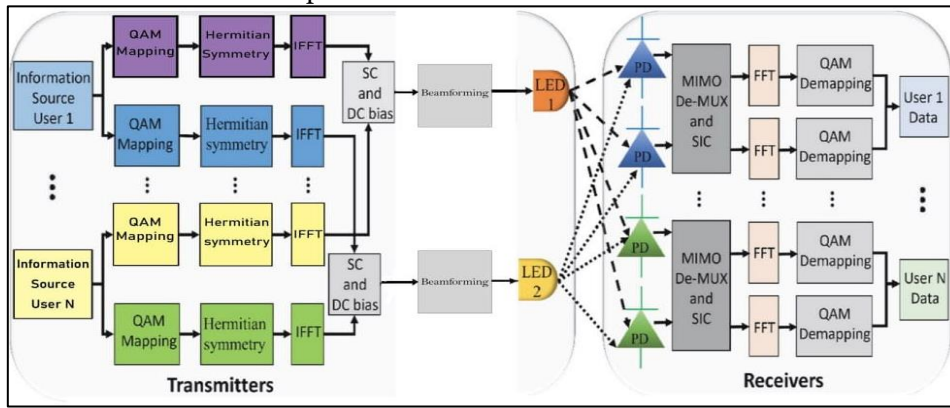 QAM
Mapping
Hermitian
Symmetry
IFFT
Information
Source
User 1
SC
and
DC bias
Beamforming
LED
1
QAM
Mapping
Hermitian
symmetry
IFFT
QAM
Mapping
Hermitian
symmetry
IFFT
Information
Source
User N
SC
and
DC bias
Beamforming
LED
2
QAM
Mapping
Hermitian
symmetry
IFFT
Transmitters
PD
PD
MIMO
De-MUX
and
SIC
FFT
QAM
Demapping
FFT
QAM
Demapping
User 1
Data
PD
PD
MIMO
De-MUX
and
SIC
FFT
QAM
Demapping
FFT
QAM
Demapping
User N
Data
Receivers